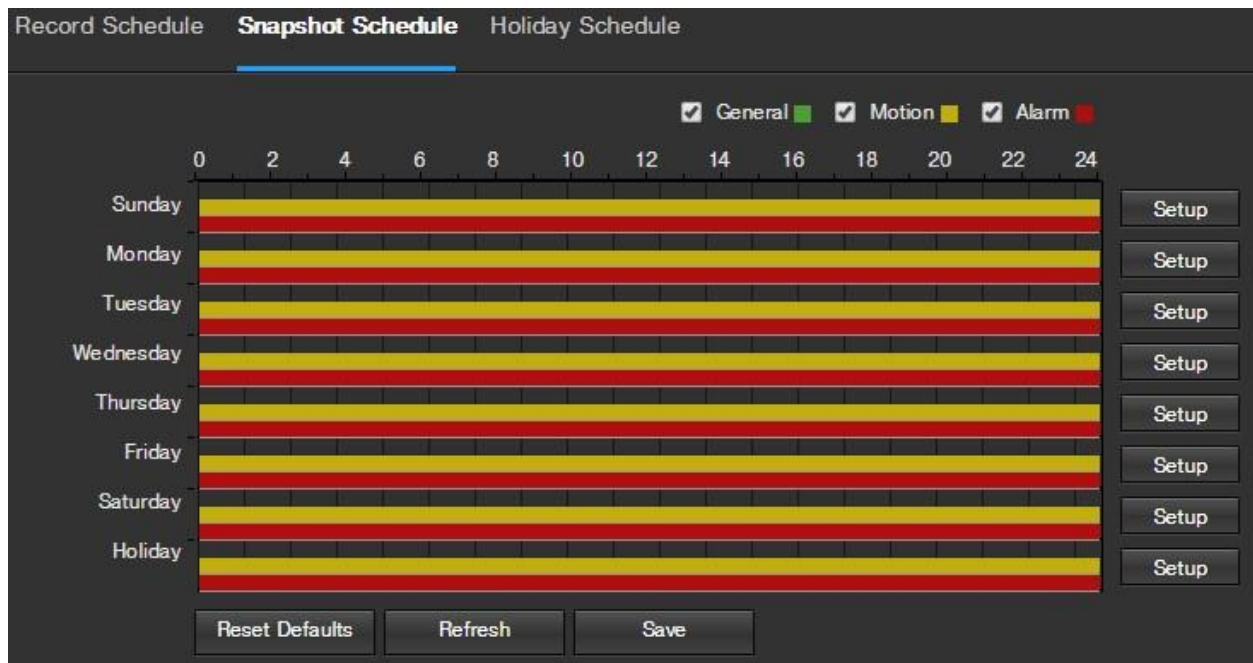 Record Schedule Snapshot Schedule Holiday Schedule
General Motion Alarm
0 2 4 6 8 10 12 14 16 18 20 22 24
Sunday Setup
Monday Setup
Tuesday Setup
Wednesday Setup
Thursday Setup
Friday Setup
Saturday Setup
Holiday Setup
Reset Defaults Refresh Save